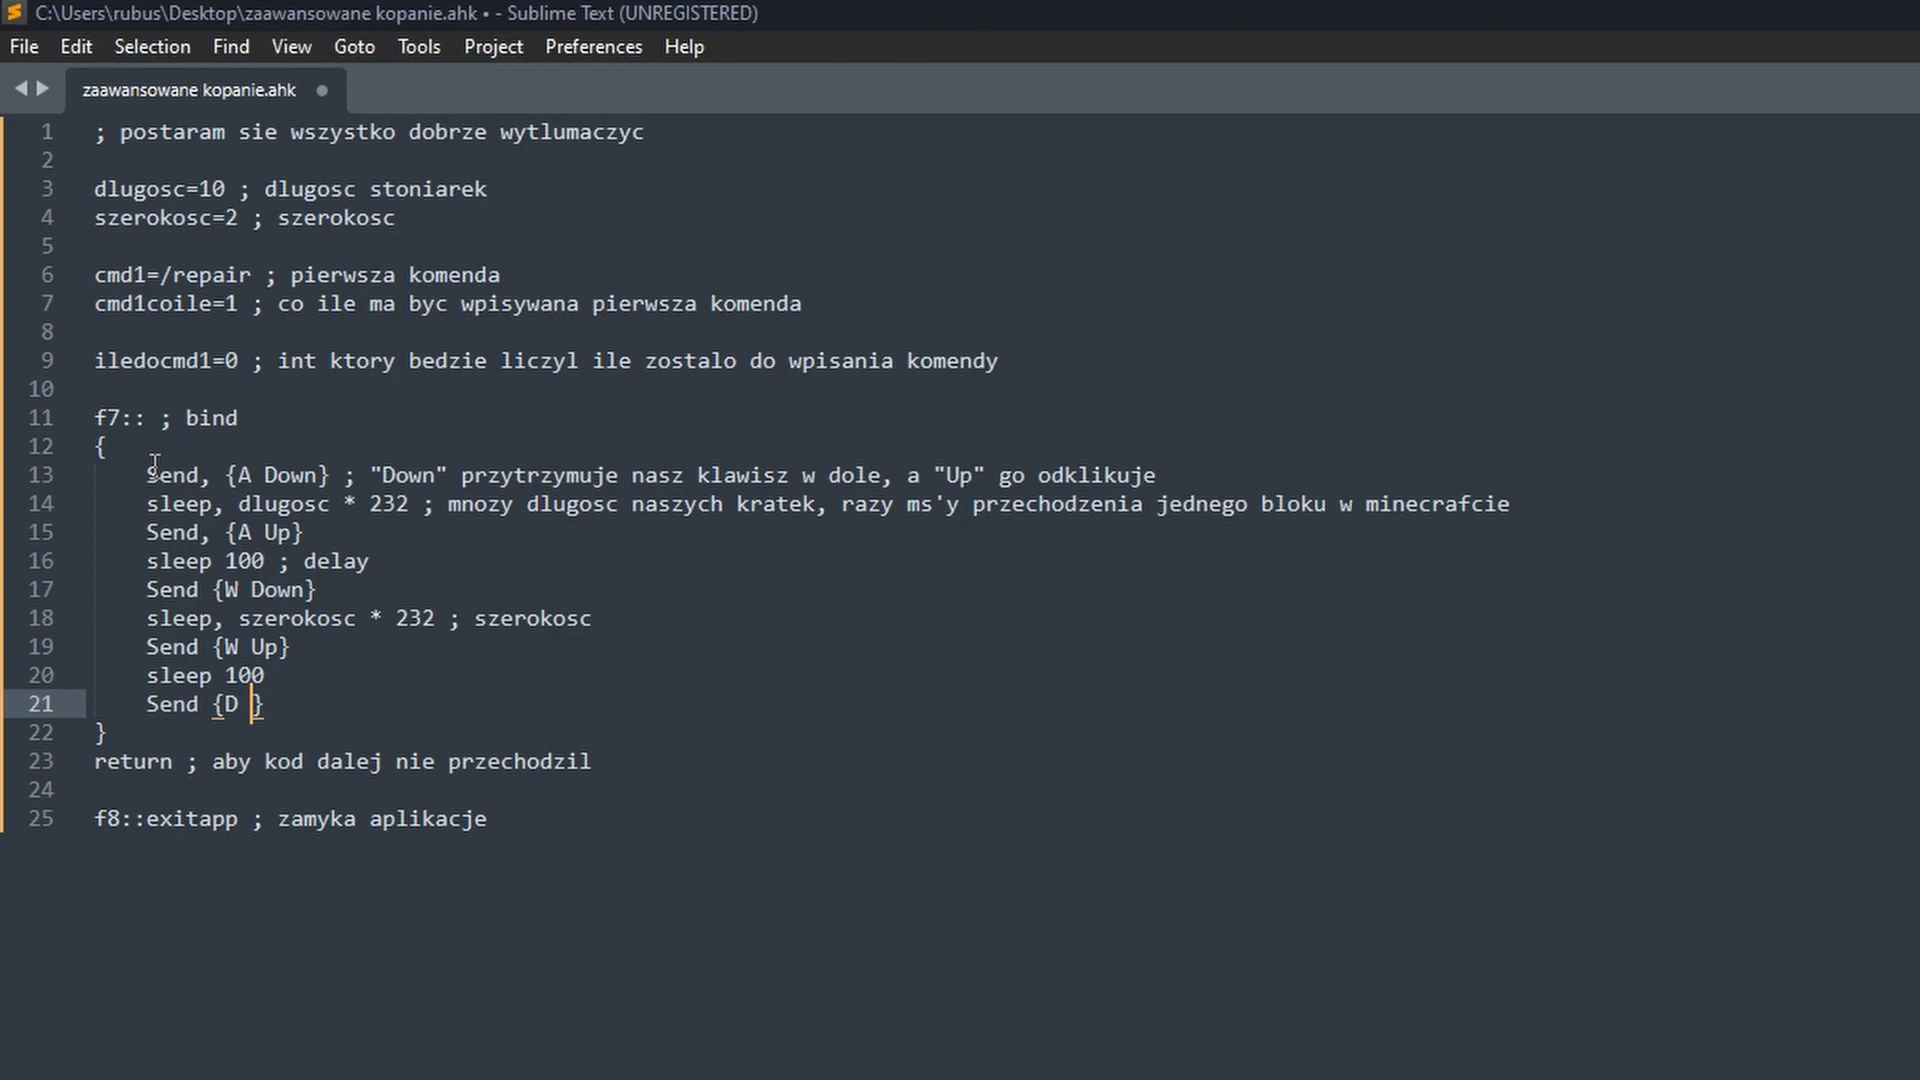 C:\Users\rubus\Desktop\zaawansowane kopanie.ahk • - Sublime Text (UNREGISTERED)
File Edit Selection Find View Goto Tools Project Preferences Help
zaawansowane kopanie.ahk
1 ; postaram sie wszystko dobrze wytlumaczyc
2
3 dlugosc=10 ; dlugosc stoniarek
4 szerokosc=2 ; szerokosc
5
6 cmd1=/repair ; pierwsza komenda
7 cmd1coile=1 ; co ile ma byc wpisywana pierwsza komenda
8
9 iledocmd1=0 ; int ktory bedzie liczyl ile zostalo do wpisania komendy
10
11 f7:: ; bind
12 {
13 Send, {A Down} ; "Down" przytrzymuje nasz klawisz w dole, a "Up" go odklikuje
14 sleep, dlugosc * 232 ; mnozy dlugosc naszych kratek, razy ms'y przechodzenia jednego bloku w minecrafcie
15 Send, {A Up}
16 sleep 100 ; delay
17 Send {W Down}
18 sleep, szerokosc * 232 ; szerokosc
19 Send {W Up}
20 sleep 100
21 Send {D }
22 }
23 return ; aby kod dalej nie przechodzil
24
25 f8::exitapp ; zamyka aplikacje